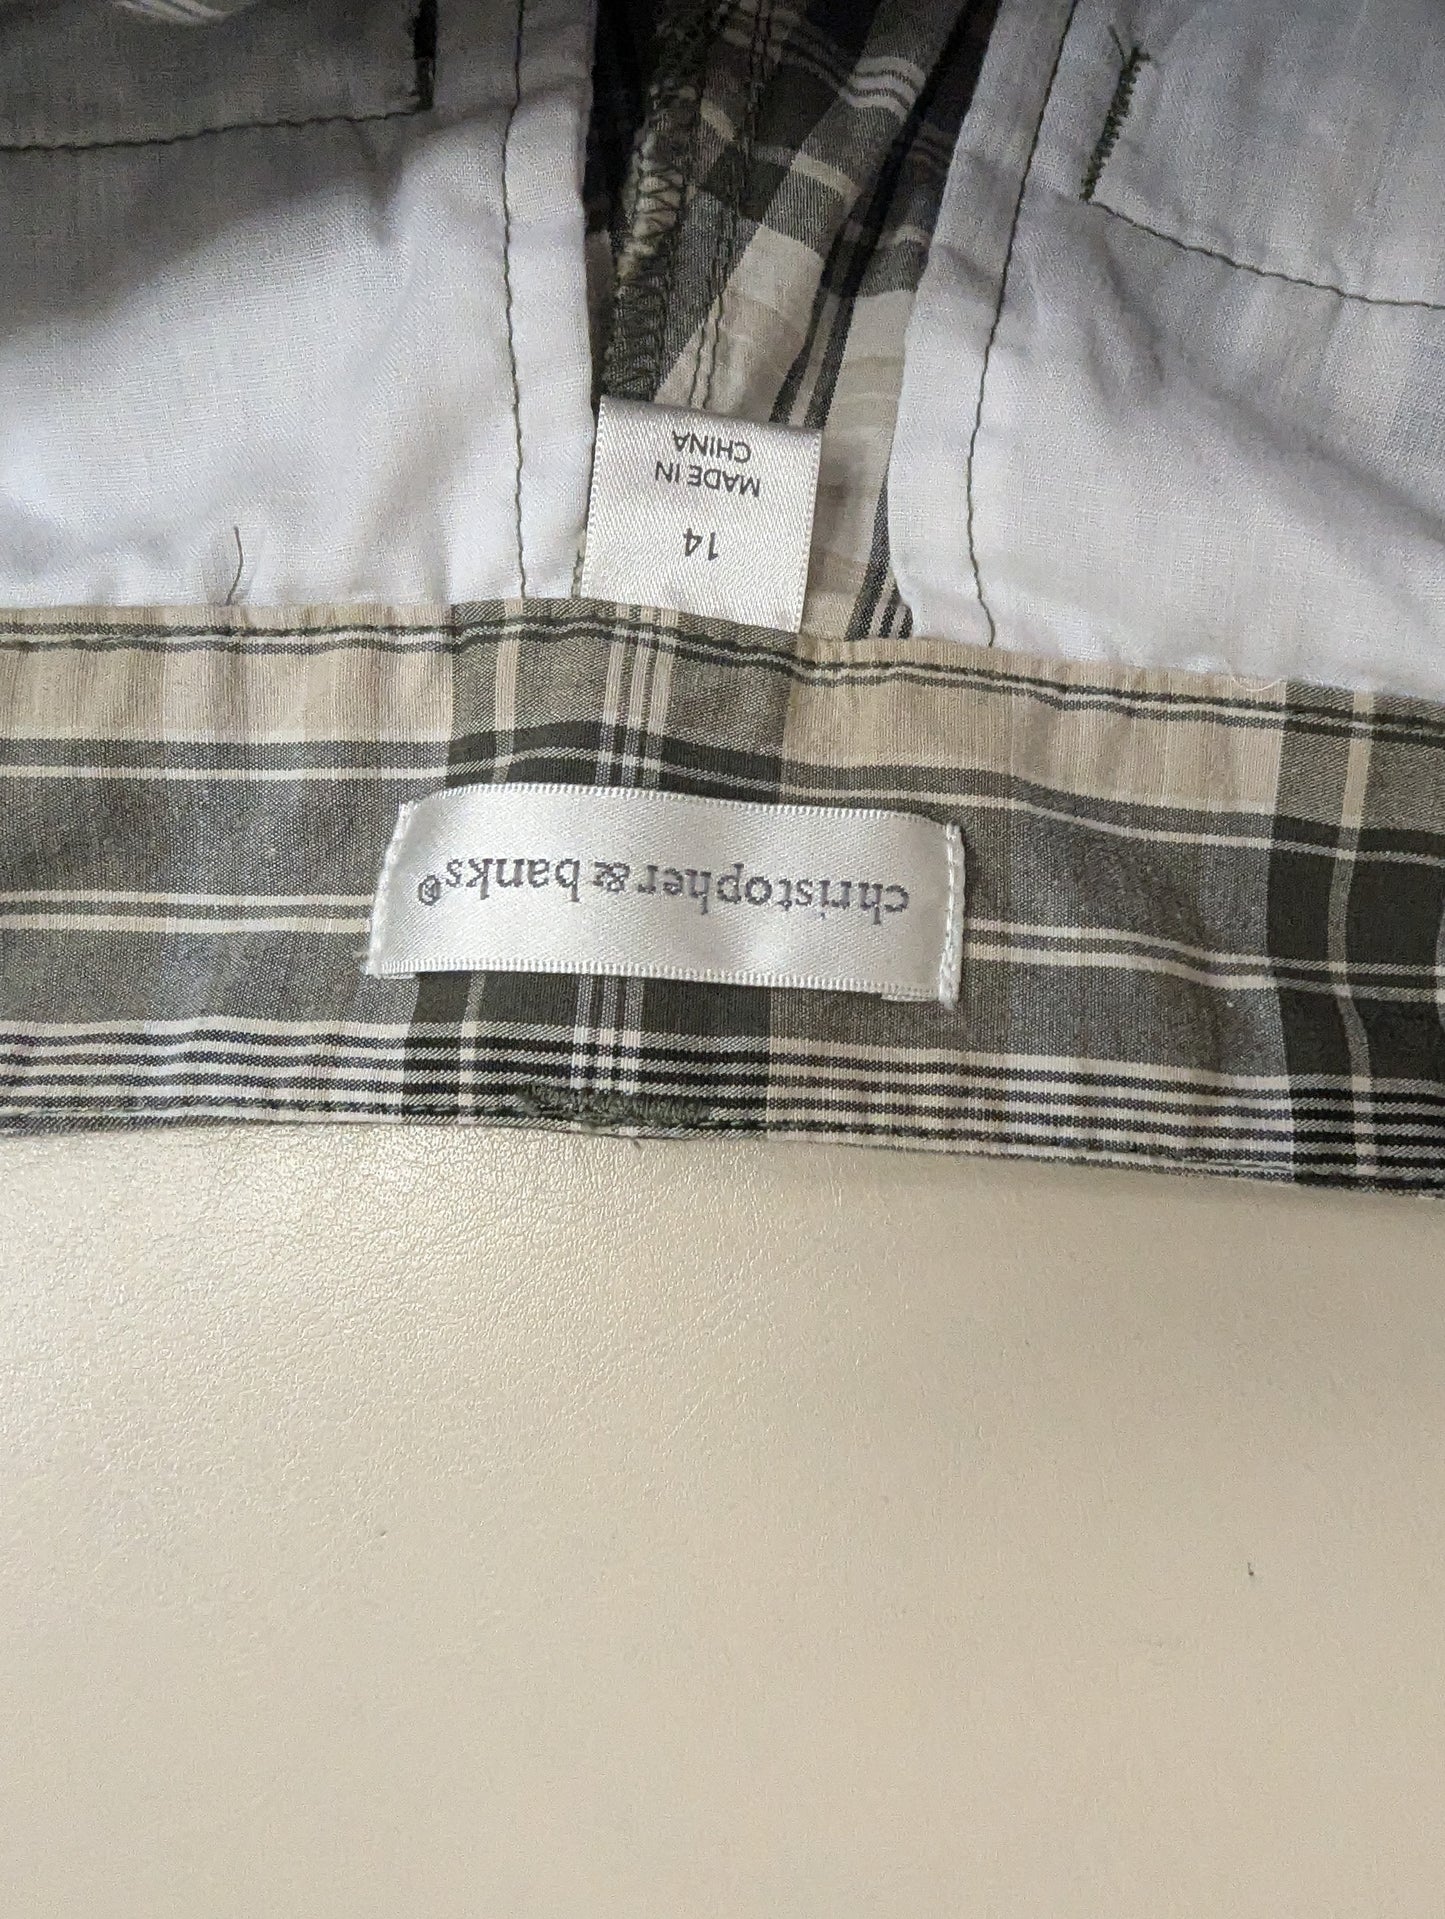 christopher & banks®
14
MADE IN
CHINA